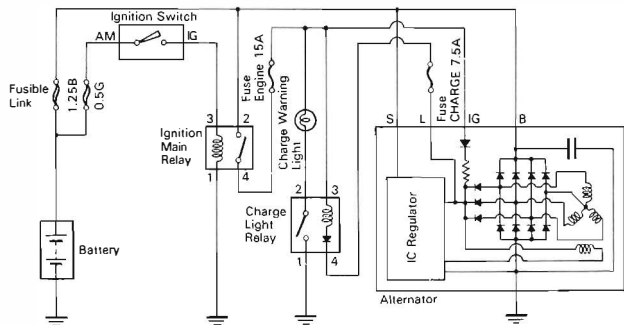 Ignition Switch
AM
IG
Fusible
Link
1.25B
0.5G
Fuse
Engine 15A
Charge Warning
Light
Fuse
CHARGE 7.5A
S
L
IG
B
3
2
Ignition
Main
Relay
1
4
2
3
Charge
Light
Relay
1
4
Battery
IC Regulator
Alternator